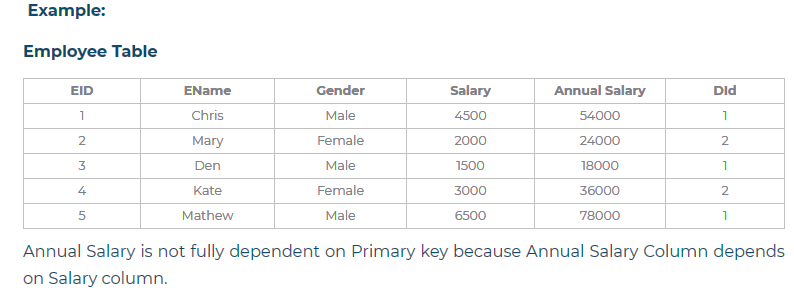 Example:
Employee Table
EID EName Gender Salary Annual Salary DId
1 Chris Male 4500 54000 1
2 Mary Female 2000 24000 2
3 Den Male 1500 18000 1
4 Kate Female 3000 36000 2
5 Mathew Male 6500 78000 1
Annual Salary is not fully dependent on Primary key because Annual Salary Column depends
on Salary column.